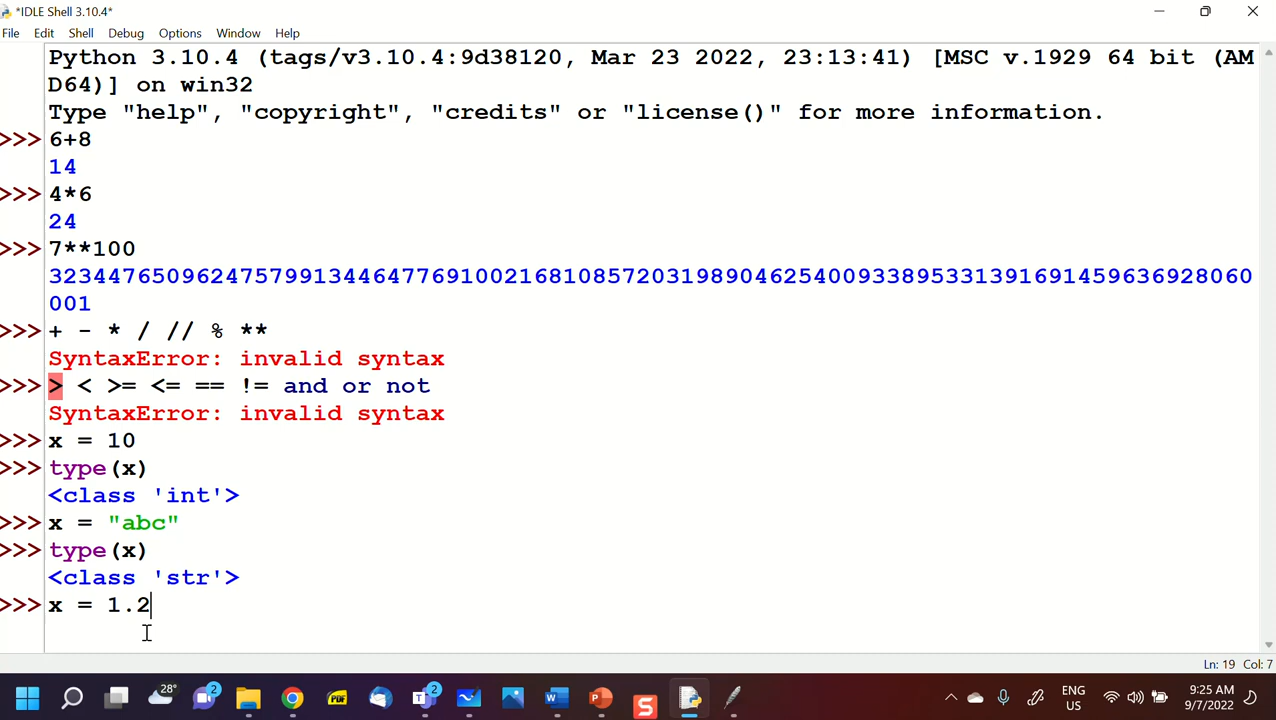 *IDLE Shell 3.10.4*
File Edit Shell Debug Options Window Help
Python 3.10.4 (tags/v3.10.4:9d38120, Mar 23 2022, 23:13:41) [MSC v.1929 64 bit (AM
D64)] on win32
Type "help", "copyright", "credits" or "license()" for more information.
>>> 6+8
14
>>> 4*6
24
>>> 7**100
3234476509624757991344647769100216810857203198904625400933895331391691459636928060
001
>>> + - * / // % **
SyntaxError: invalid syntax
>>> > < >= <= == != and or not
SyntaxError: invalid syntax
>>> x = 10
>>> type(x)
<class 'int'>
>>> x = "abc"
>>> type(x)
<class 'str'>
>>> x = 1.2
Ln: 19 Col: 7
28° 2 PDF 2 W P S ENG 9:25 AM
US 9/7/2022